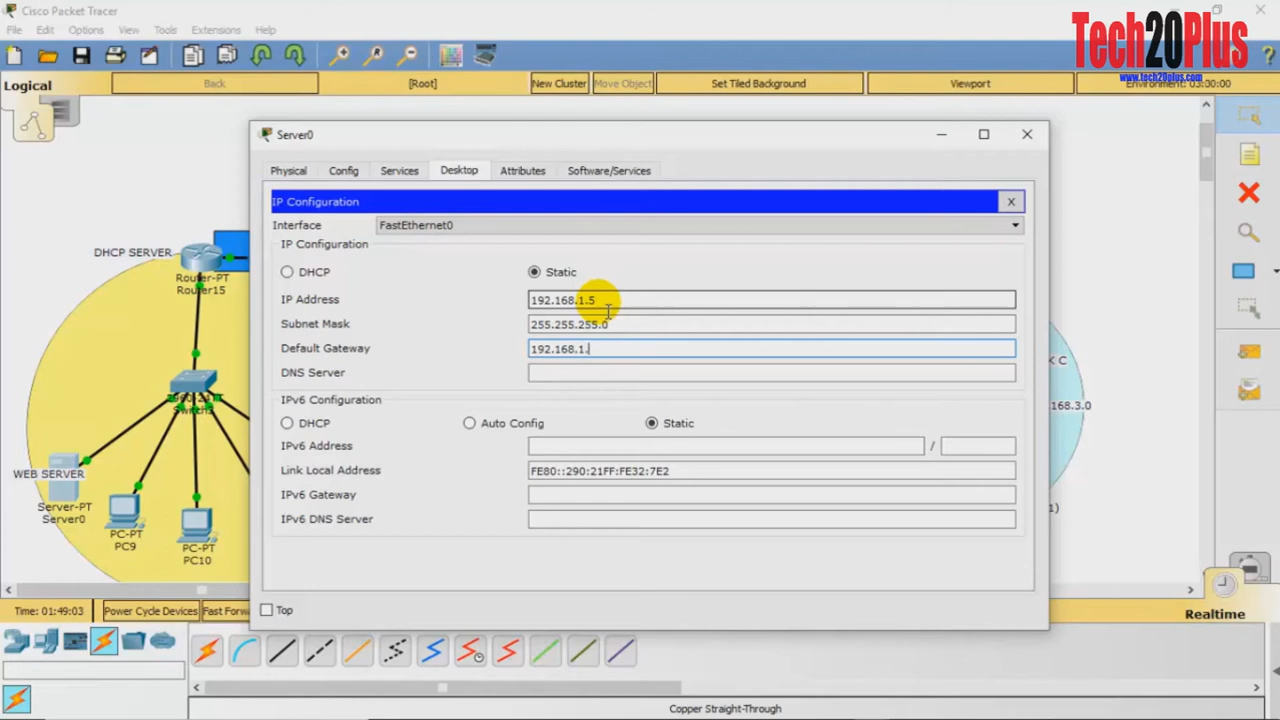 Cisco Packet Tracer
File Edit Options View Tools Extensions Help
Tech20Plus
www.tech20plus.com
Logical
Back
[Root]
New Cluster
Move Object
Set Tiled Background
Viewport
Environment: 03:00:00
Server0
Physical Config Services Desktop Attributes Software/Services
IP Configuration
X
Interface FastEthernet0
IP Configuration
DHCP Static
IP Address 192.168.1.5
Subnet Mask 255.255.255.0
Default Gateway 192.168.1.
DNS Server
IPv6 Configuration
DHCP Auto Config Static
IPv6 Address /
Link Local Address FE80::290:21FF:FE32:7E2
IPv6 Gateway
IPv6 DNS Server
Top
DHCP SERVER
Router-PT
Router15
2960-24TT
WEB SERVER
Server-PT
Server0
PC-PT
PC9
PC-PT
PC10
K C
168.3.0
1)
Time: 01:49:03
Power Cycle Devices
Fast Forw
Realtime
Copper Straight-Through